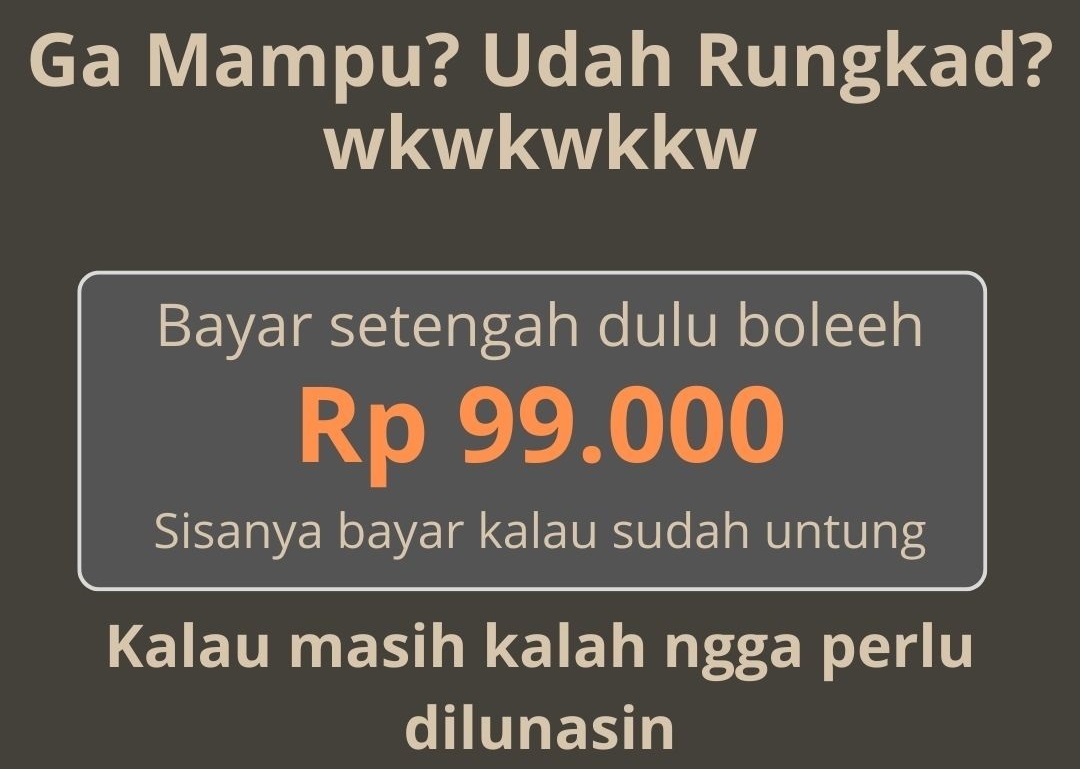 Ga Mampu? Udah Rungkad?
wkwkwkkw
Bayar setengah dulu boleeh
Rp 99.000
Sisanya bayar kalau sudah untung
Kalau masih kalah ngga perlu
dilunasin